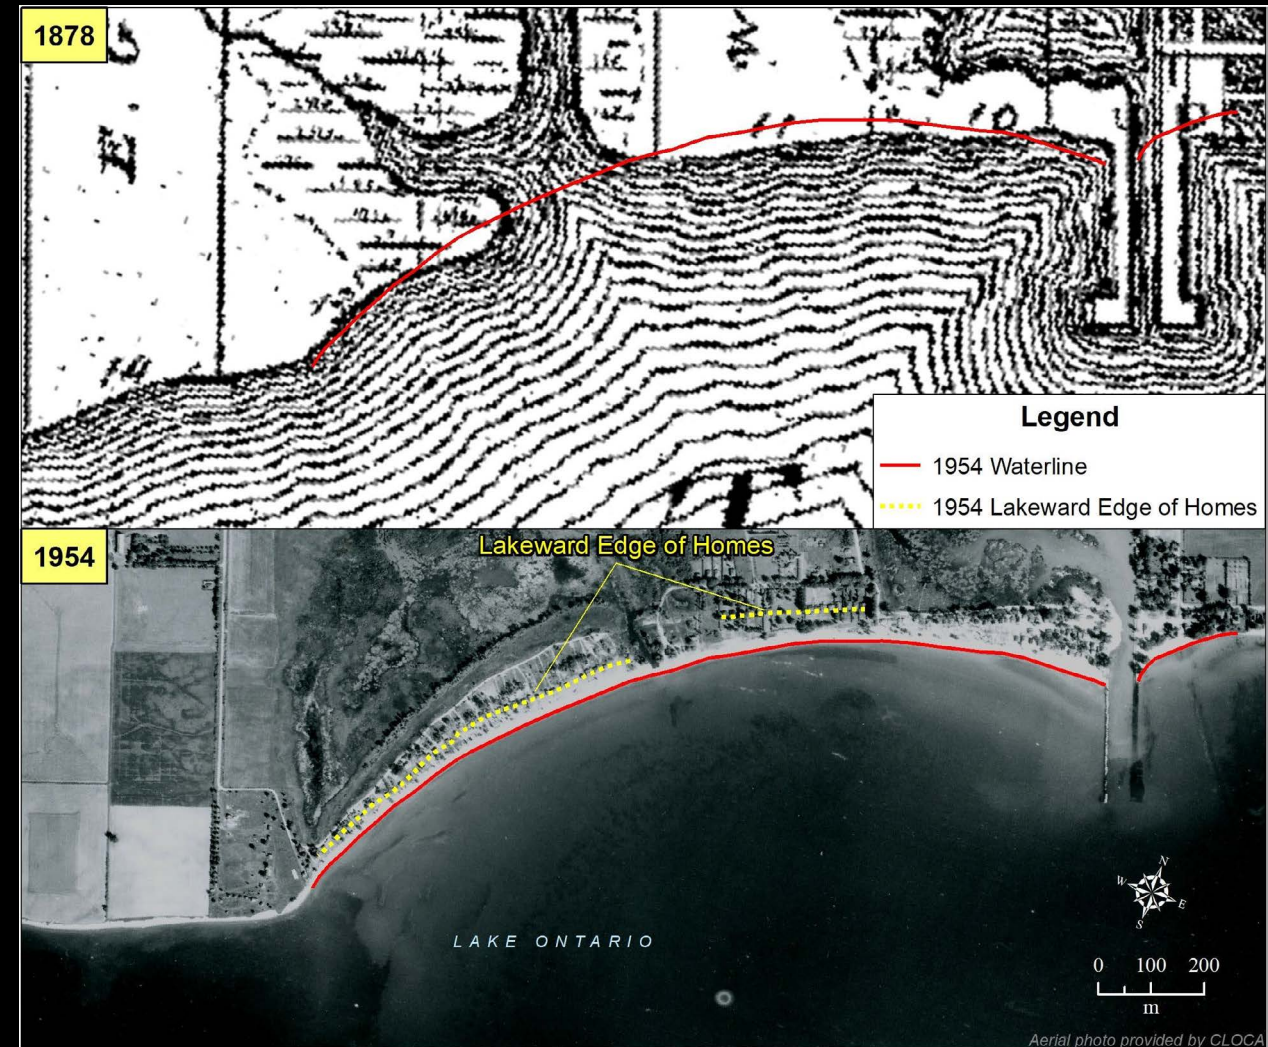 1878
Legend
1954 Waterline
1954 Lakeward Edge of Homes
1954
Lakeward Edge of Homes
N
W
E
S
LAKE ONTARIO
0 100 200
m
Aerial photo provided by CLOCA